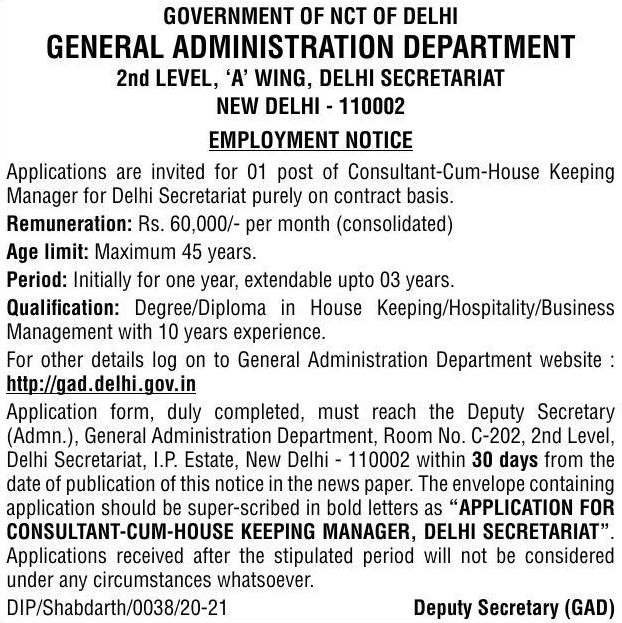 GOVERNMENT OF NCT OF DELHI
GENERAL ADMINISTRATION DEPARTMENT
2nd LEVEL, ‘A’ WING, DELHI SECRETARIAT
NEW DELHI - 110002
EMPLOYMENT NOTICE
Applications are invited for 01 post of Consultant-Cum-House Keeping
Manager for Delhi Secretariat purely on contract basis.
Remuneration: Rs. 60,000/- per month (consolidated)
Age limit: Maximum 45 years.
Period: Initially for one year, extendable upto 03 years.
Qualification: Degree/Diploma in House Keeping/Hospitality/Business
Management with 10 years experience.
For other details log on to General Administration Department website :
http://gad.delhi.gov.in
Application form, duly completed, must reach the Deputy Secretary
(Admn.), General Administration Department, Room No. C-202, 2nd Level,
Delhi Secretariat, I.P. Estate, New Delhi - 110002 within 30 days from the
date of publication of this notice in the news paper. The envelope containing
application should be super-scribed in bold letters as “APPLICATION FOR
CONSULTANT-CUM-HOUSE KEEPING MANAGER, DELHI SECRETARIAT”.
Applications received after the stipulated period will not be considered
under any circumstances whatsoever.
DIP/Shabdarth/0038/20-21 Deputy Secretary (GAD)